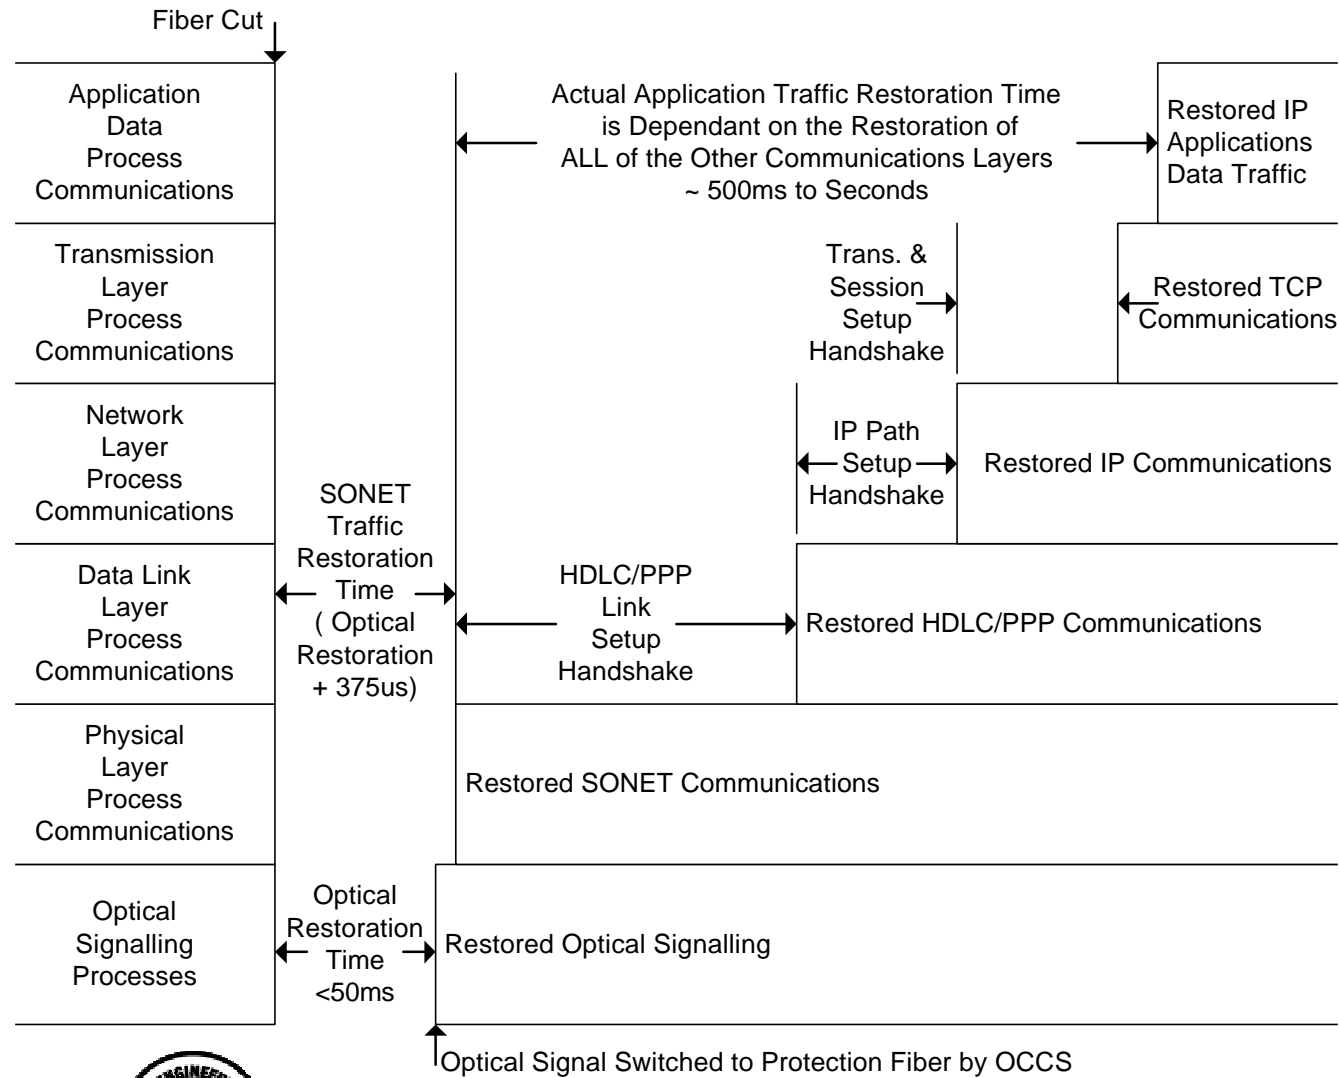 Fiber Cut
Application
Data
Process
Communications
Actual Application Traffic Restoration Time
is Dependant on the Restoration of
ALL of the Other Communications Layers
~ 500ms to Seconds
Restored IP
Applications
Data Traffic
Transmission
Layer
Process
Communications
Trans. &
Session
Setup
Handshake
Restored TCP
Communications
Network
Layer
Process
Communications
IP Path
Setup
Handshake
Restored IP Communications
SONET
Traffic
Restoration
Time
( Optical
Restoration
+ 375us)
Data Link
Layer
Process
Communications
HDLC/PPP
Link
Setup
Handshake
Restored HDLC/PPP Communications
Physical
Layer
Process
Communications
Restored SONET Communications
Optical
Signalling
Processes
Optical
Restoration
Time
<50ms
Restored Optical Signalling
Optical Signal Switched to Protection Fiber by OCCS